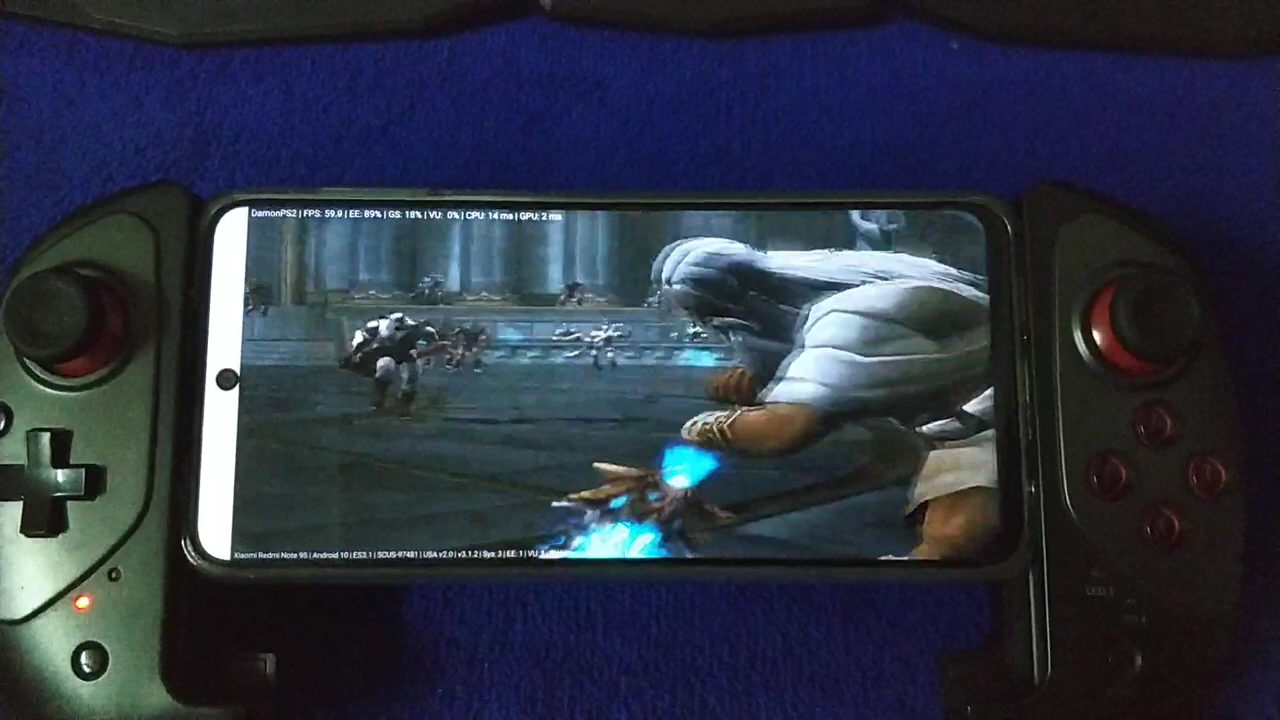 DamonPS2 | FPS: 59.9 | EE: 89% | GS: 18% | VU: 0% | CPU: 14 ms | GPU: 2 ms
Xiaomi Redmi Note 9S | Android 10 | ES3.1 | SCUS-97481 | USA v2.0 | v3.1.2 | Sys: 3 | EE: 1 | VU: